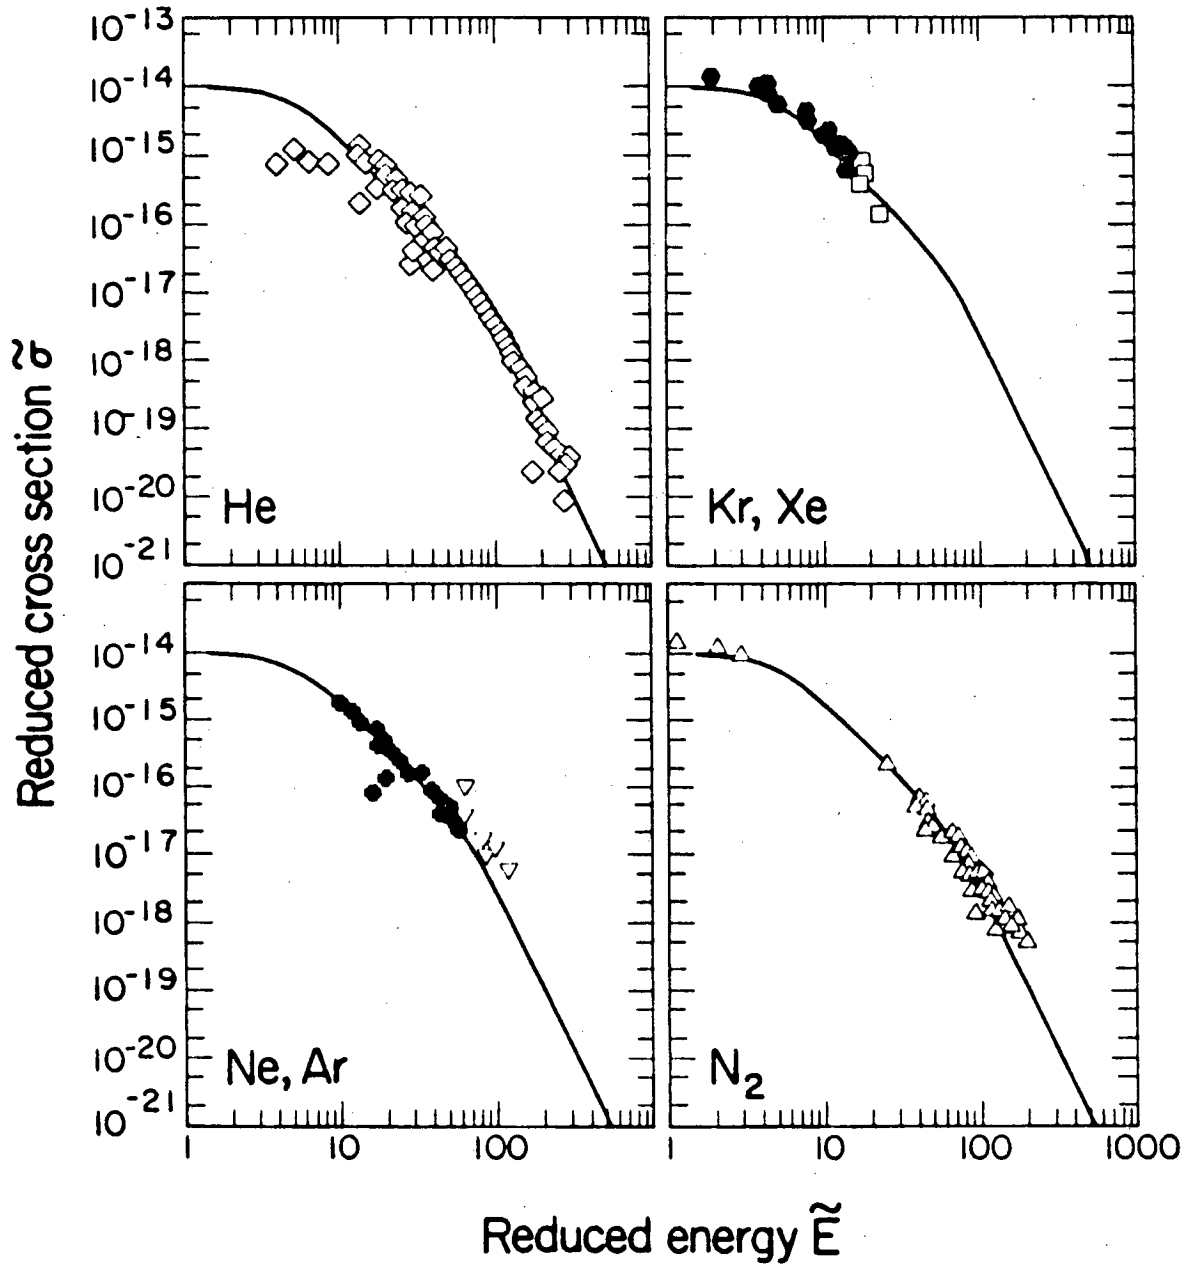 Reduced cross section σ̃
10⁻¹³
10⁻¹⁴
10⁻¹⁵
10⁻¹⁶
10⁻¹⁷
10⁻¹⁸
10⁻¹⁹
10⁻²⁰
10⁻²¹
He
Kr, Xe
10⁻¹⁴
10⁻¹⁵
10⁻¹⁶
10⁻¹⁷
10⁻¹⁸
10⁻¹⁹
10⁻²⁰
10⁻²¹
Ne, Ar
N₂
1 10 100 1 10 100 1000
Reduced energy Ẽ